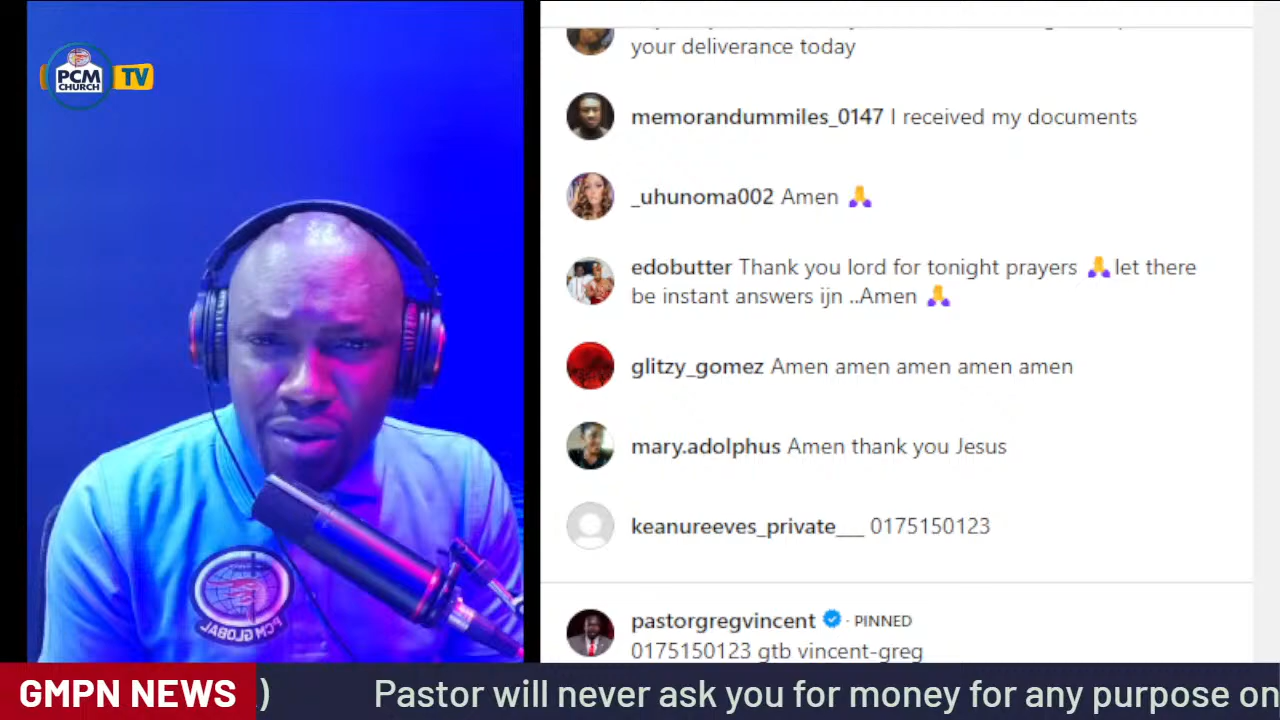 PCM
CHURCH
TV
your deliverance today
memorandummiles_0147 I received my documents
_uhunoma002 Amen 🙏
edobutter Thank you lord for tonight prayers 🙏let there
be instant answers ijn ..Amen 🙏
glitzy_gomez Amen amen amen amen amen
mary.adolphus Amen thank you Jesus
keanureeves_private___ 0175150123
pastorgregvincent · PINNED
0175150123 gtb vincent-greg
PCM GLOBAL
GMPN NEWS
) Pastor will never ask you for money for any purpose on